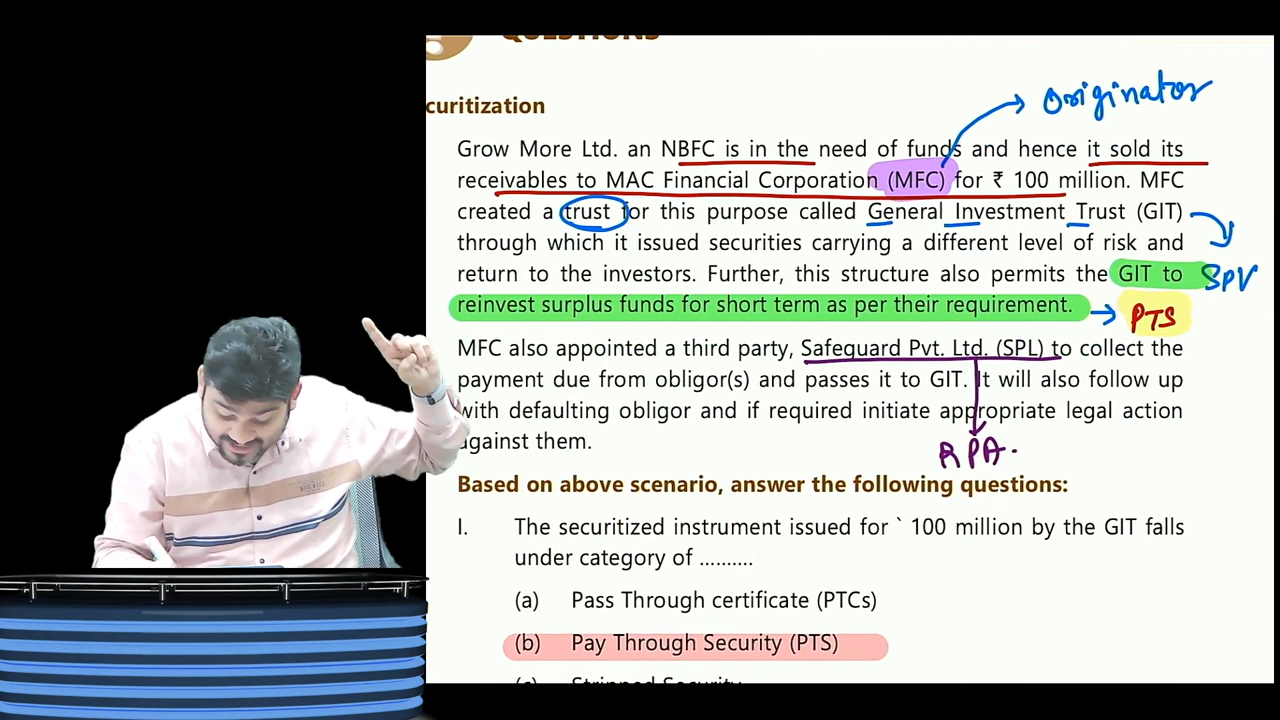 QUESTIONS
curitization
Originator
Grow More Ltd. an NBFC is in the need of funds and hence it sold its
receivables to MAC Financial Corporation (MFC) for ₹ 100 million. MFC
created a trust for this purpose called General Investment Trust (GIT)
through which it issued securities carrying a different level of risk and
return to the investors. Further, this structure also permits the GIT to
SPV
reinvest surplus funds for short term as per their requirement.
PTS
MFC also appointed a third party, Safeguard Pvt. Ltd. (SPL) to collect the
payment due from obligor(s) and passes it to GIT. It will also follow up
with defaulting obligor and if required initiate appropriate legal action
against them.
RPA.
Based on above scenario, answer the following questions:
I. The securitized instrument issued for ` 100 million by the GIT falls
under category of ..........
(a) Pass Through certificate (PTCs)
(b) Pay Through Security (PTS)
(c) Stripped Security